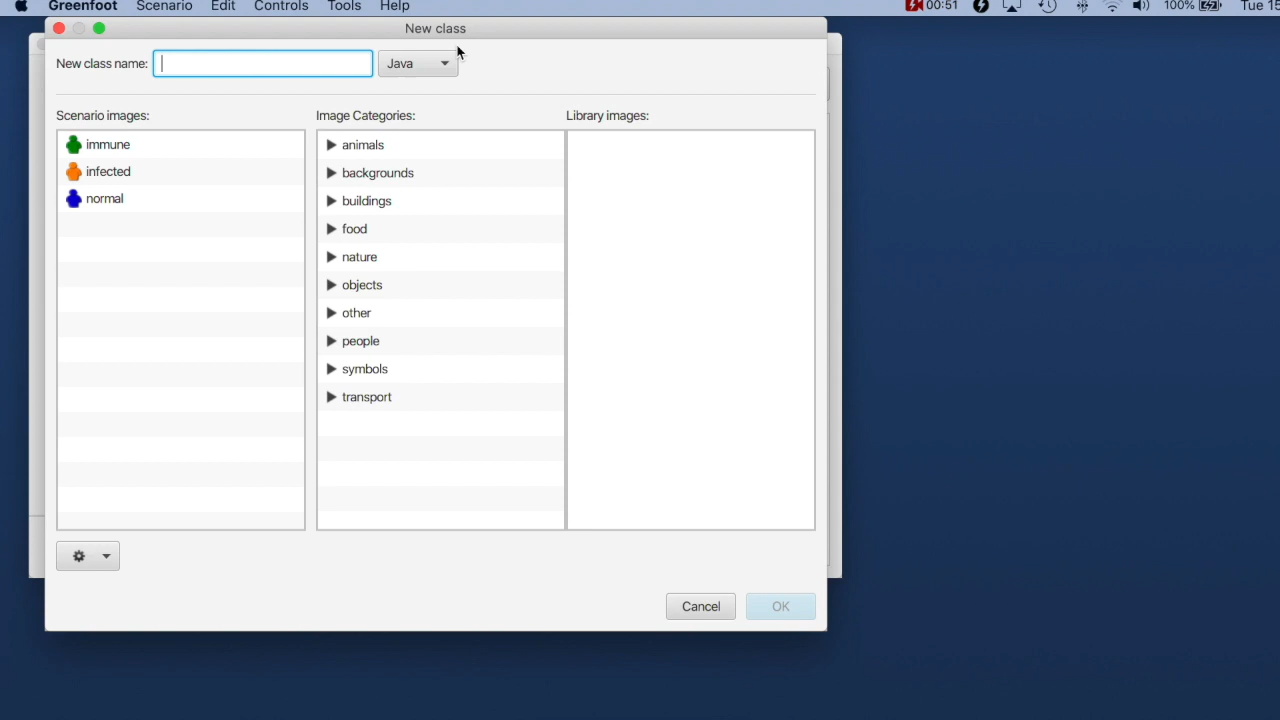 Greenfoot Scenario Edit Controls Tools Help 00:51 100% Tue 15
New class
New class name: Java
Scenario images: Image Categories: Library images:
immune
infected
normal
animals
backgrounds
buildings
food
nature
objects
other
people
symbols
transport
Cancel OK